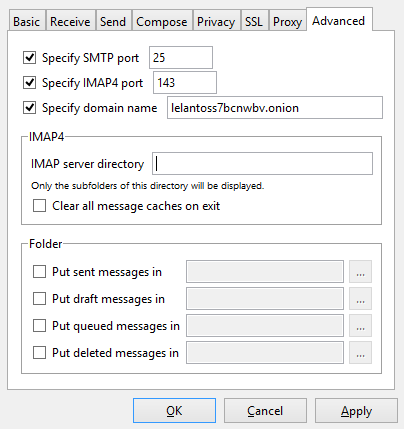 Basic Receive Send Compose Privacy SSL Proxy Advanced
Specify SMTP port 25
Specify IMAP4 port 143
Specify domain name lelantoss7bcnwbv.onion
IMAP4
IMAP server directory
Only the subfolders of this directory will be displayed.
Clear all message caches on exit
Folder
Put sent messages in ...
Put draft messages in ...
Put queued messages in ...
Put deleted messages in ...
OK Cancel Apply